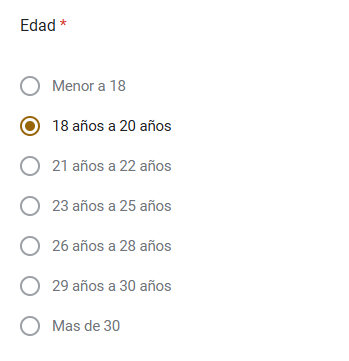 Edad *
Menor a 18
18 años a 20 años
21 años a 22 años
23 años a 25 años
26 años a 28 años
29 años a 30 años
Mas de 30